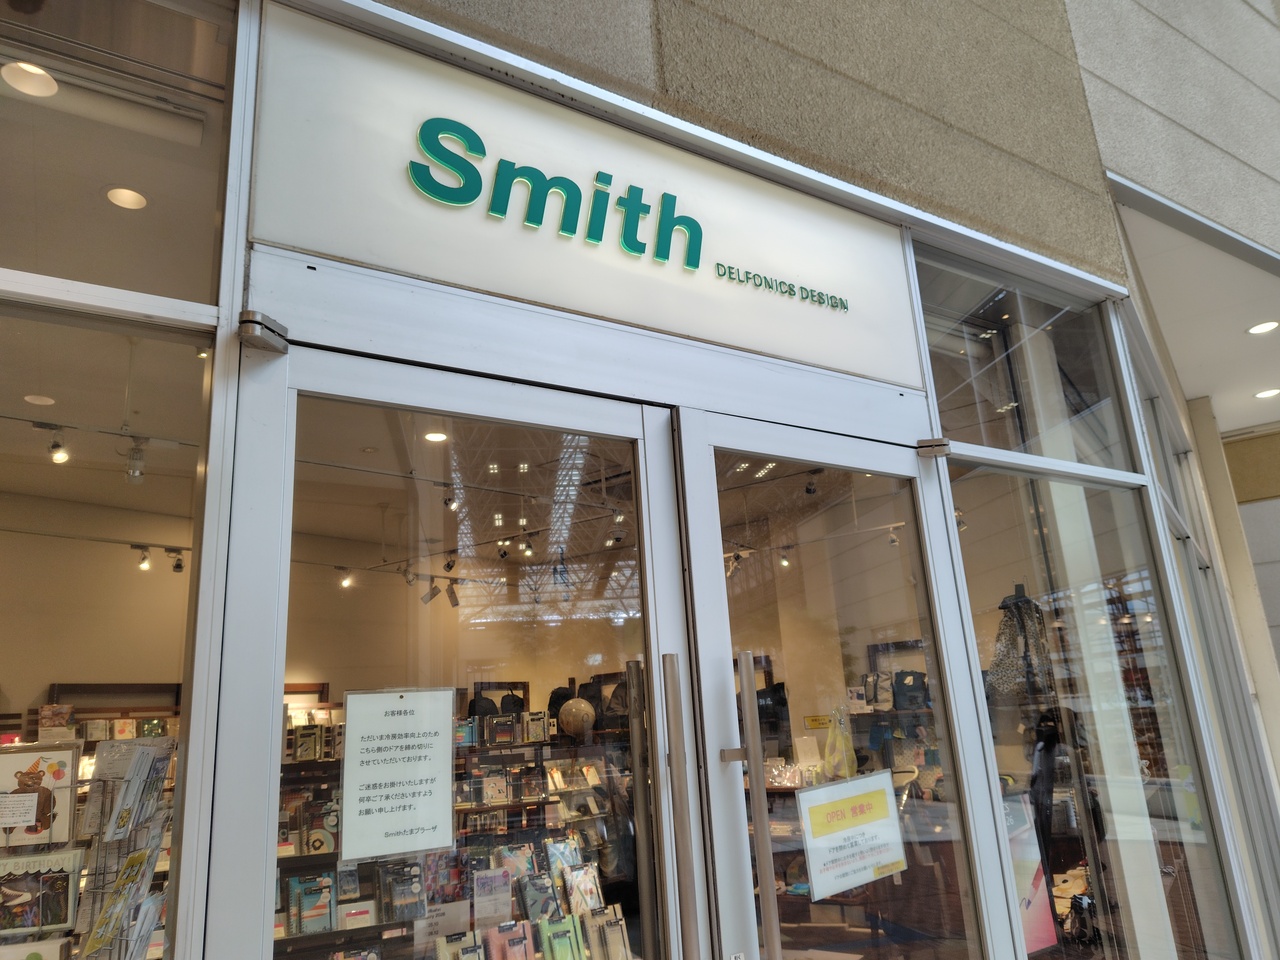 Smith
DELFONICS DESIGN
お客様各位
ただいま冷房効率向上のため
こちら側のドアを締め切りに
させていただいております。
ご迷惑をお掛けいたしますが
何卒ご了承くださいますよう
お願い申し上げます。
Smithたまプラーザ
OPEN 営業中
BIRTHDAY